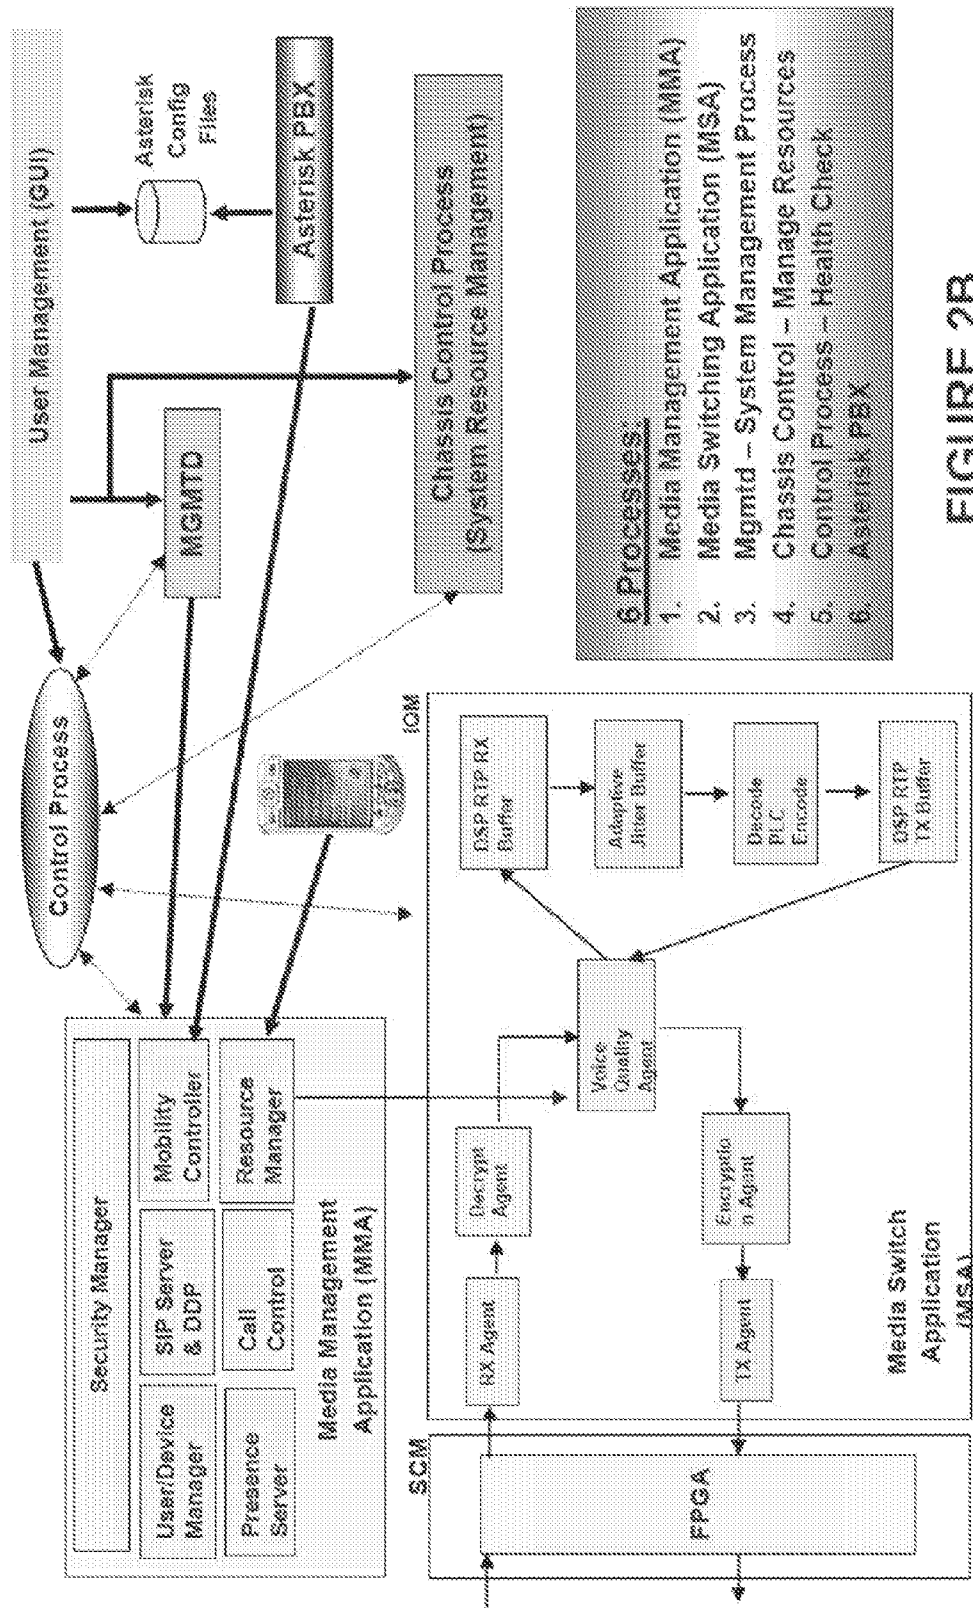 User Management (GUI)
Asterisk
Config
Files
Asterisk PBX
Control Process
MGMTD
Chassis Control Process
(System Resource Management)
Security Manager
User/Device
Manager
SIP Server
& DDP
Mobility
Controller
Presence
Server
Call
Control
Resource
Manager
Media Management
Application (MMA)
SCM
FPGA
IOM
RX Agent
Decrypt
Agent
Voice
Quality
Agent
DSP RTP RX
Buffer
Adaptive
Jitter Buffer
Decode
PLC
Encode
DSP RTP
TX Buffer
Encryptio
n Agent
TX Agent
Media Switch
Application
(MSA)
6 Processes:
1. Media Management Application (MMA)
2. Media Switching Application (MSA)
3. Mgmtd – System Management Process
4. Chassis Control – Manage Resources
5. Control Process – Health Check
6. Asterisk PBX
FIGURE 2B